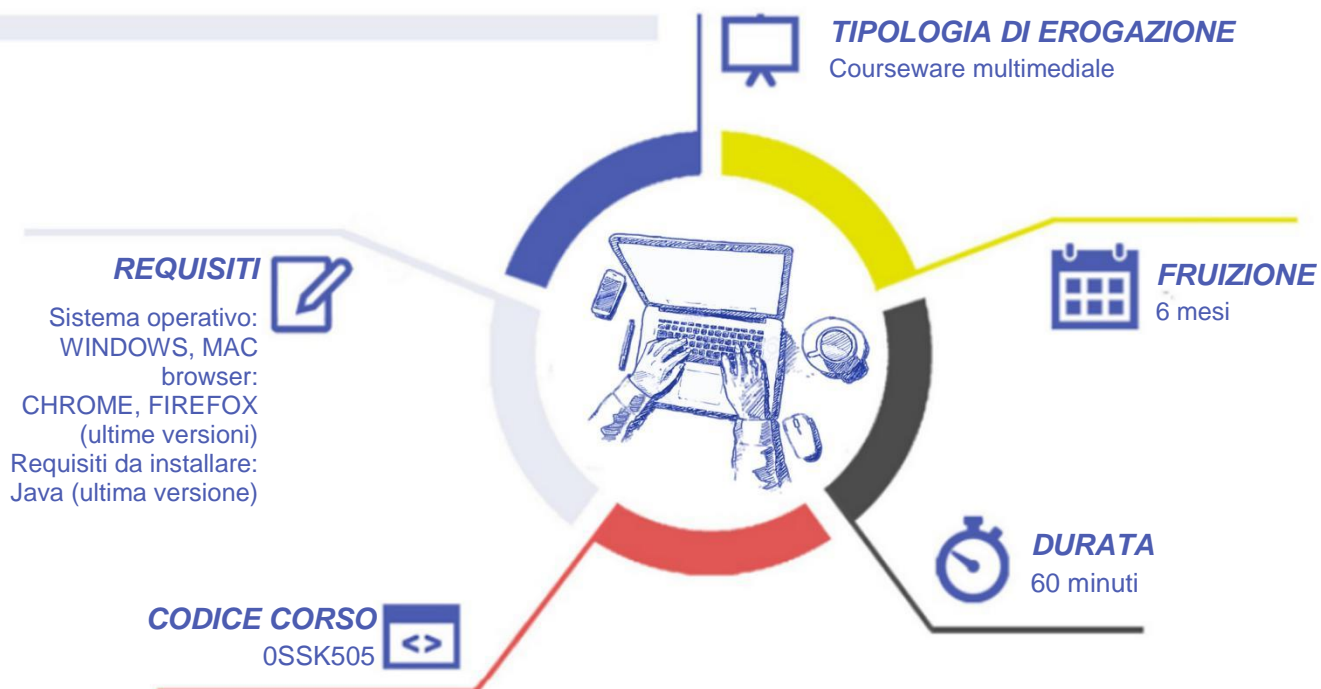 TIPOLOGIA DI EROGAZIONE
Courseware multimediale
REQUISITI
Sistema operativo:
WINDOWS, MAC
browser:
CHROME, FIREFOX
(ultime versioni)
Requisiti da installare:
Java (ultima versione)
FRUIZIONE
6 mesi
DURATA
60 minuti
CODICE CORSO
0SSK505